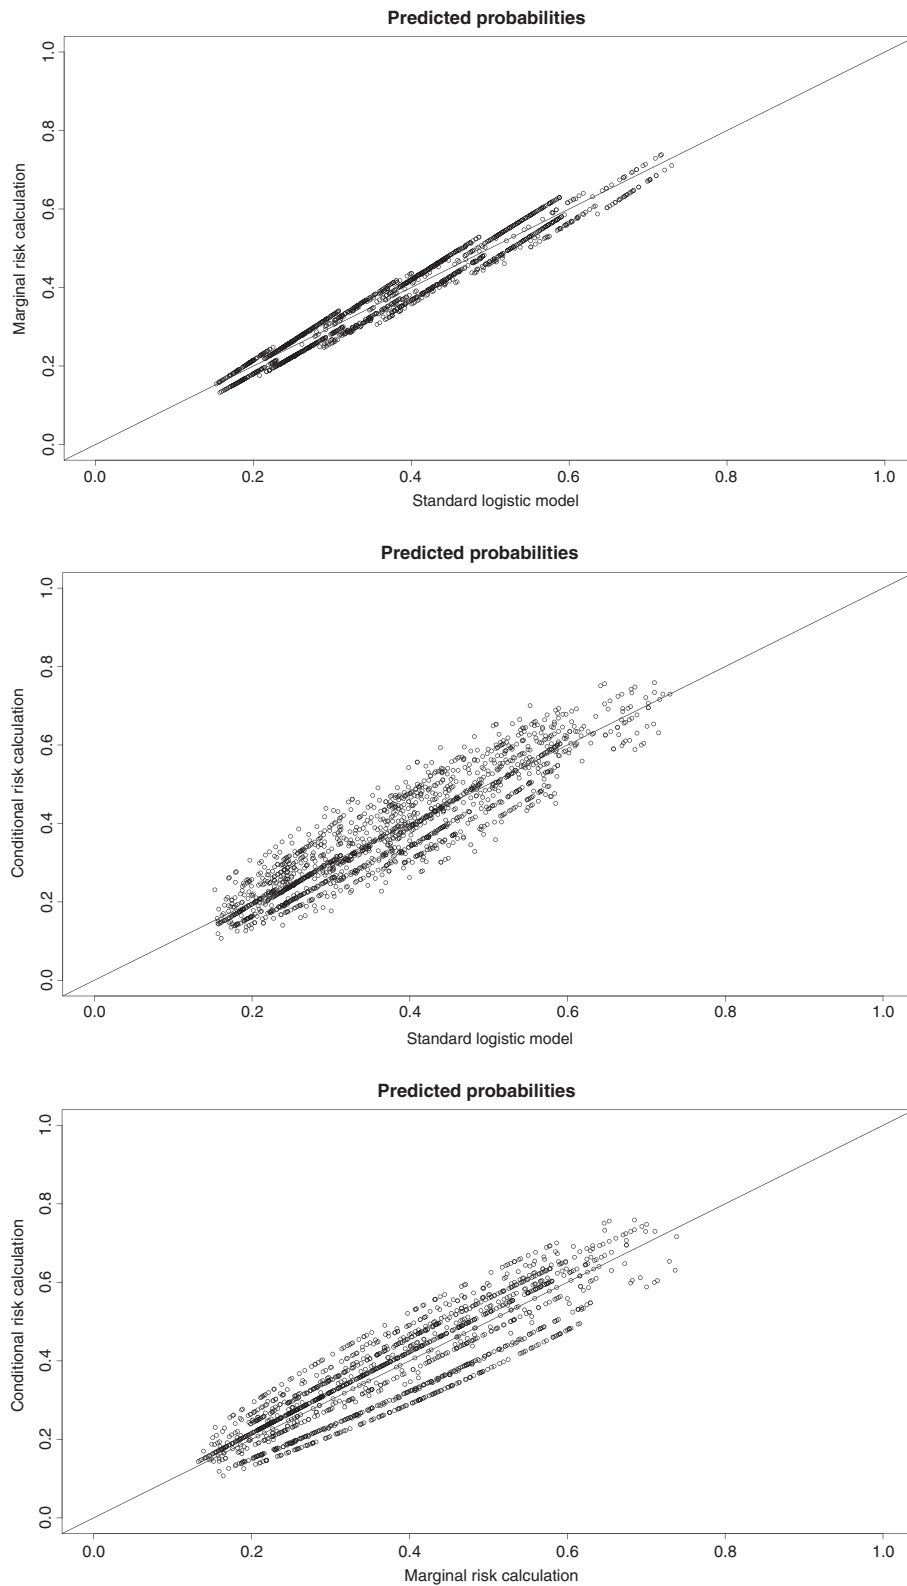 Predicted probabilities
1.0
0.8
0.6
0.4
0.2
0.0
Marginal risk calculation
0.0 0.2 0.4 0.6 0.8 1.0
Standard logistic model
Predicted probabilities
1.0
0.8
0.6
0.4
0.2
0.0
Conditional risk calculation
0.0 0.2 0.4 0.6 0.8 1.0
Standard logistic model
Predicted probabilities
1.0
0.8
0.6
0.4
0.2
0.0
Conditional risk calculation
0.0 0.2 0.4 0.6 0.8 1.0
Marginal risk calculation